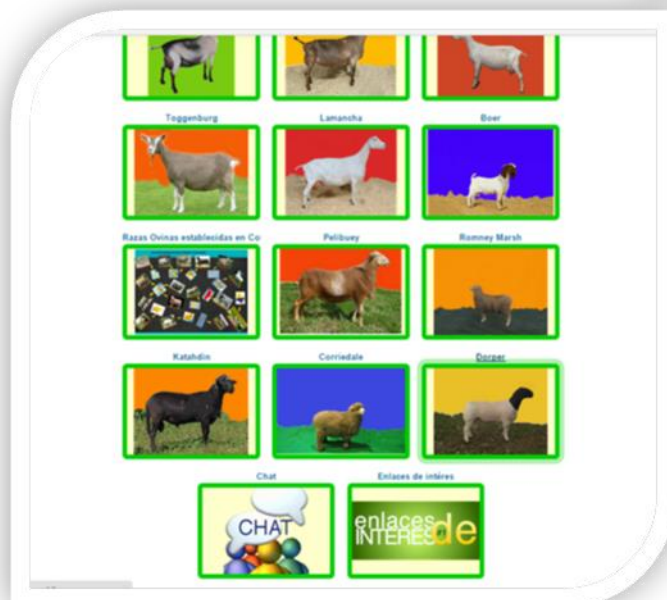 Toggenburg
Lamancha
Boer
Razas Ovinas establecidas en Co
Pelibuey
Romney Marsh
Katahdin
Corriedale
Dorper
Chat
Enlaces de intéres
CHAT
enlaces de
INTERES